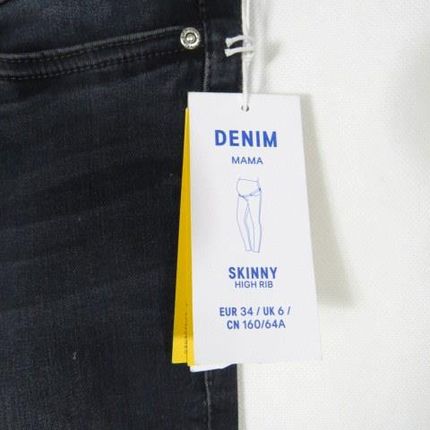 DENIM
MAMA
SKINNY
HIGH RIB
EUR 34 / UK 6 /
CN 160/64A